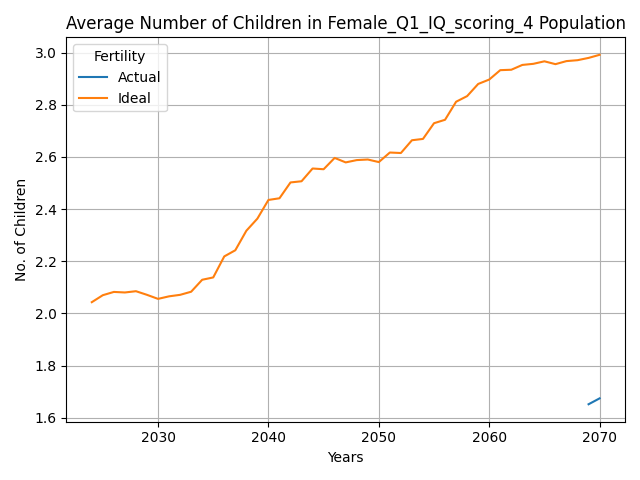 Average Number of Children in Female_Q1_IQ_scoring_4 Population
Fertility
Actual
Ideal
No. of Children
3.0
2.8
2.6
2.4
2.2
2.0
1.8
1.6
2030 2040 2050 2060 2070
Years